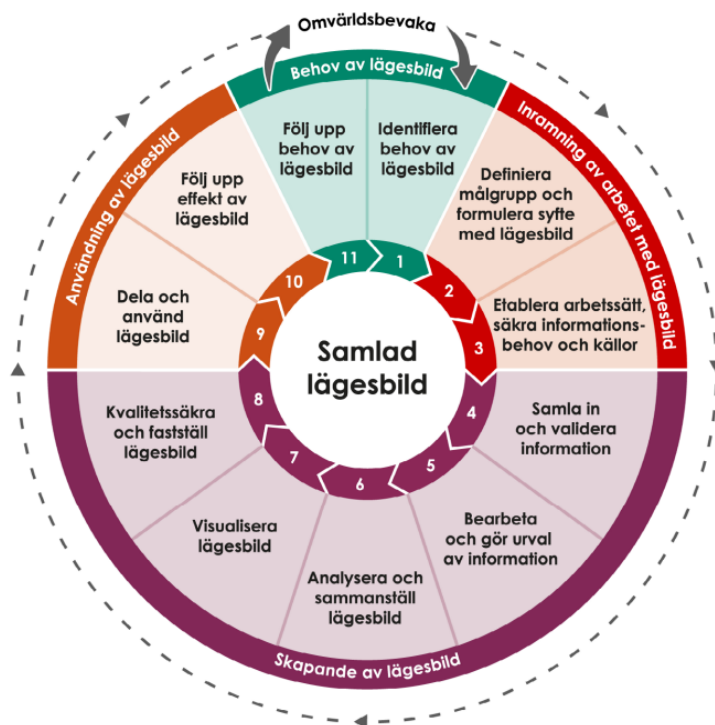 Omvärldsbevaka
Behov av lägesbild
Identifiera
behov av
lägesbild
1
Inramning av arbetet med lägesbild
Definiera
målgrupp och
formulera syfte
med lägesbild
2
Etablera arbetssätt,
säkra informations-
behov och källor
3
Skapande av lägesbild
Samla in
och validera
information
4
Bearbeta
och gör urval
av information
5
Analysera och
sammanställ
lägesbild
6
Visualisera
lägesbild
7
Kvalitetssäkra
och fastställ
lägesbild
8
Användning av lägesbild
Dela och
använd
lägesbild
9
Följ upp
effekt av
lägesbild
10
Följ upp
behov av
lägesbild
11
Samlad
lägesbild